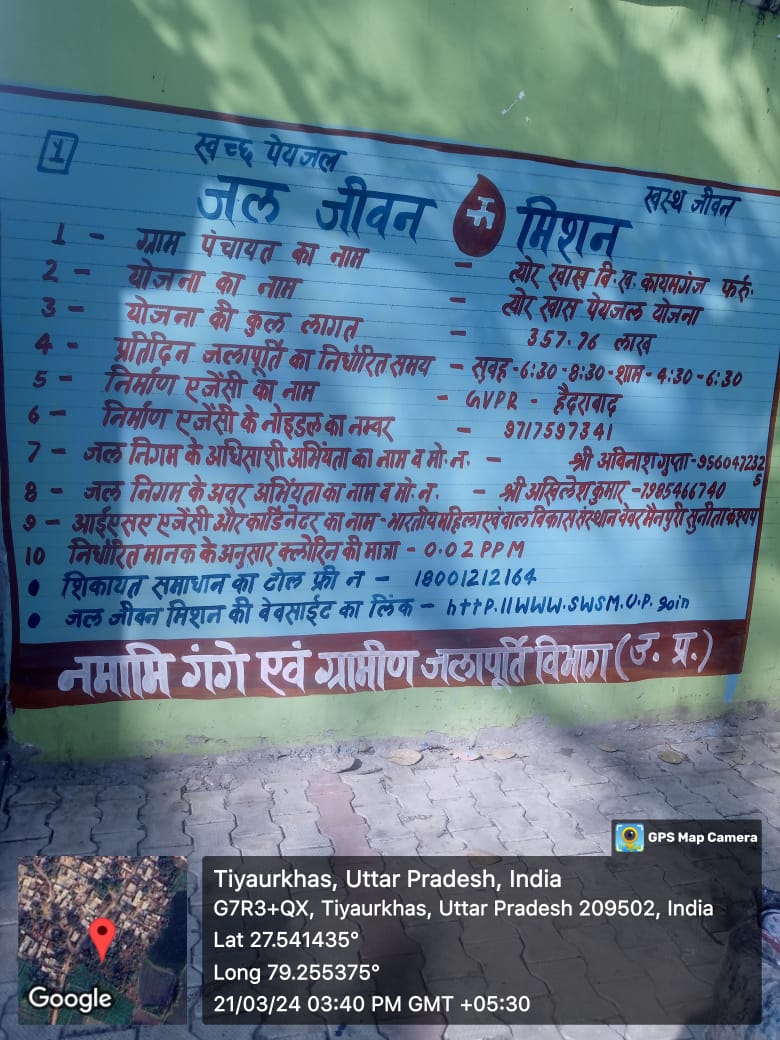 1
स्वच्छ पेयजल
स्वस्थ जीवन
जल जीवन मिशन
1 - ग्राम पंचायत का नाम - त्योर खास वि.ख. कायमगंज फर्रु.
2 - योजना का नाम - त्योर खास पेयजल योजना
3 - योजना की कुल लागत - 357.76 लाख
4 - प्रतिदिन जलापूर्ति का निर्धारित समय - सुबह - 6:30 - 8:30 - शाम - 4:30 - 6:30
5 - निर्माण एजेंसी का नाम - GVPR - हैदराबाद
6 - निर्माण एजेंसी के नोइडल का नम्बर - 9717597341
7 - जल निगम के अधिसाशी अभियंता का नाम व मो. न. - श्री अविनाश गुप्ता - 9560472325
8 - जल निगम के अवर अभियंता का नाम व मो. न. - श्री अखिलेश कुमार - 7985466740
9 - आईएसए एजेंसी और कार्डिनेटर का नाम - भारतीय महिला एवं बाल विकास संस्थान वेवर मैनपुरी सुनीता कश्यप
10 निर्धारित मानक के अनुसार क्लोरिन की मात्रा - 0.02 PPM
• शिकायत समाधान का टोल फ्री न - 18001212164
• जल जीवन मिशन की वेबसाईट का लिंक - http.11WWW.SWSM.U.P.goin
नमामि गंगे एवं ग्रामीण जलापूर्ति विभाग (उ. प्र.)
GPS Map Camera
Tiyaurkhas, Uttar Pradesh, India
G7R3+QX, Tiyaurkhas, Uttar Pradesh 209502, India
Lat 27.541435°
Long 79.255375°
21/03/24 03:40 PM GMT +05:30
Google